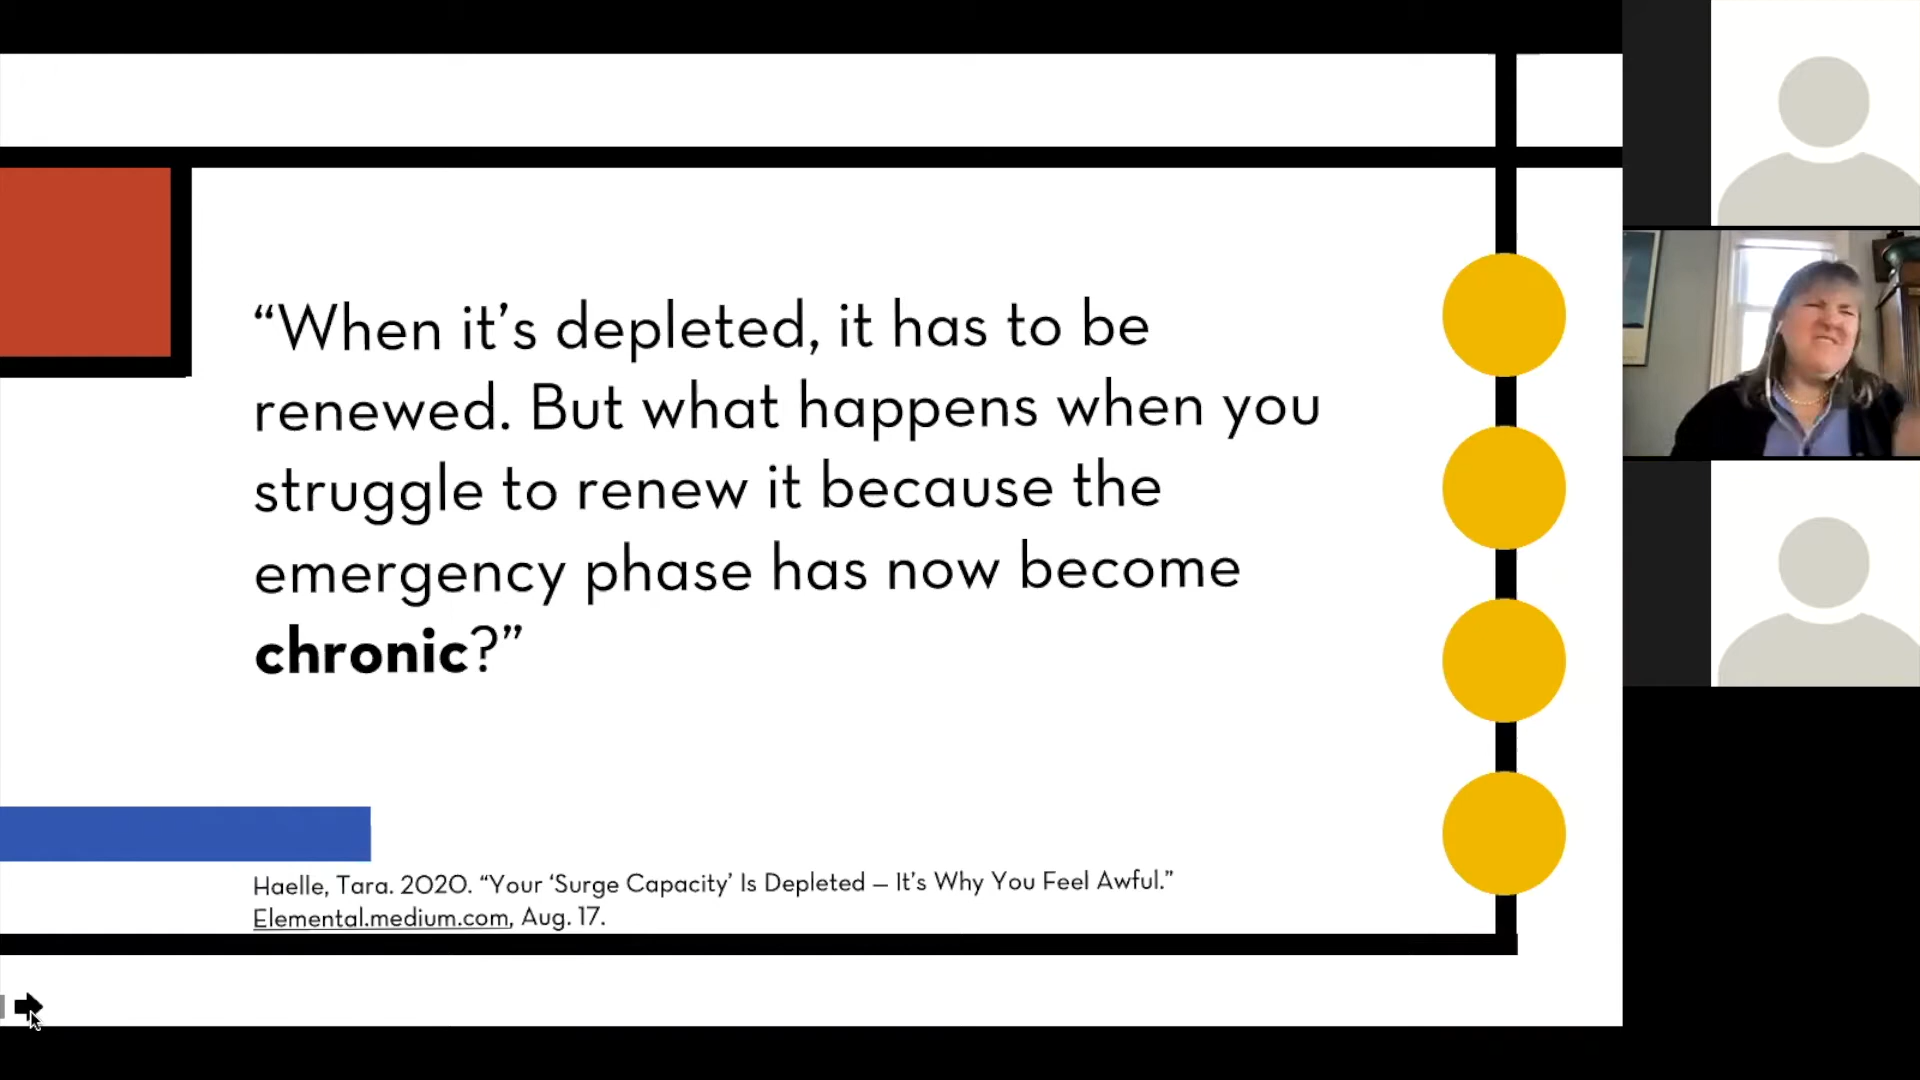 “When it’s depleted, it has to be
renewed. But what happens when you
struggle to renew it because the
emergency phase has now become
chronic?”
Haelle, Tara. 2020. “Your ‘Surge Capacity’ Is Depleted – It’s Why You Feel Awful.”
Elemental.medium.com, Aug. 17.